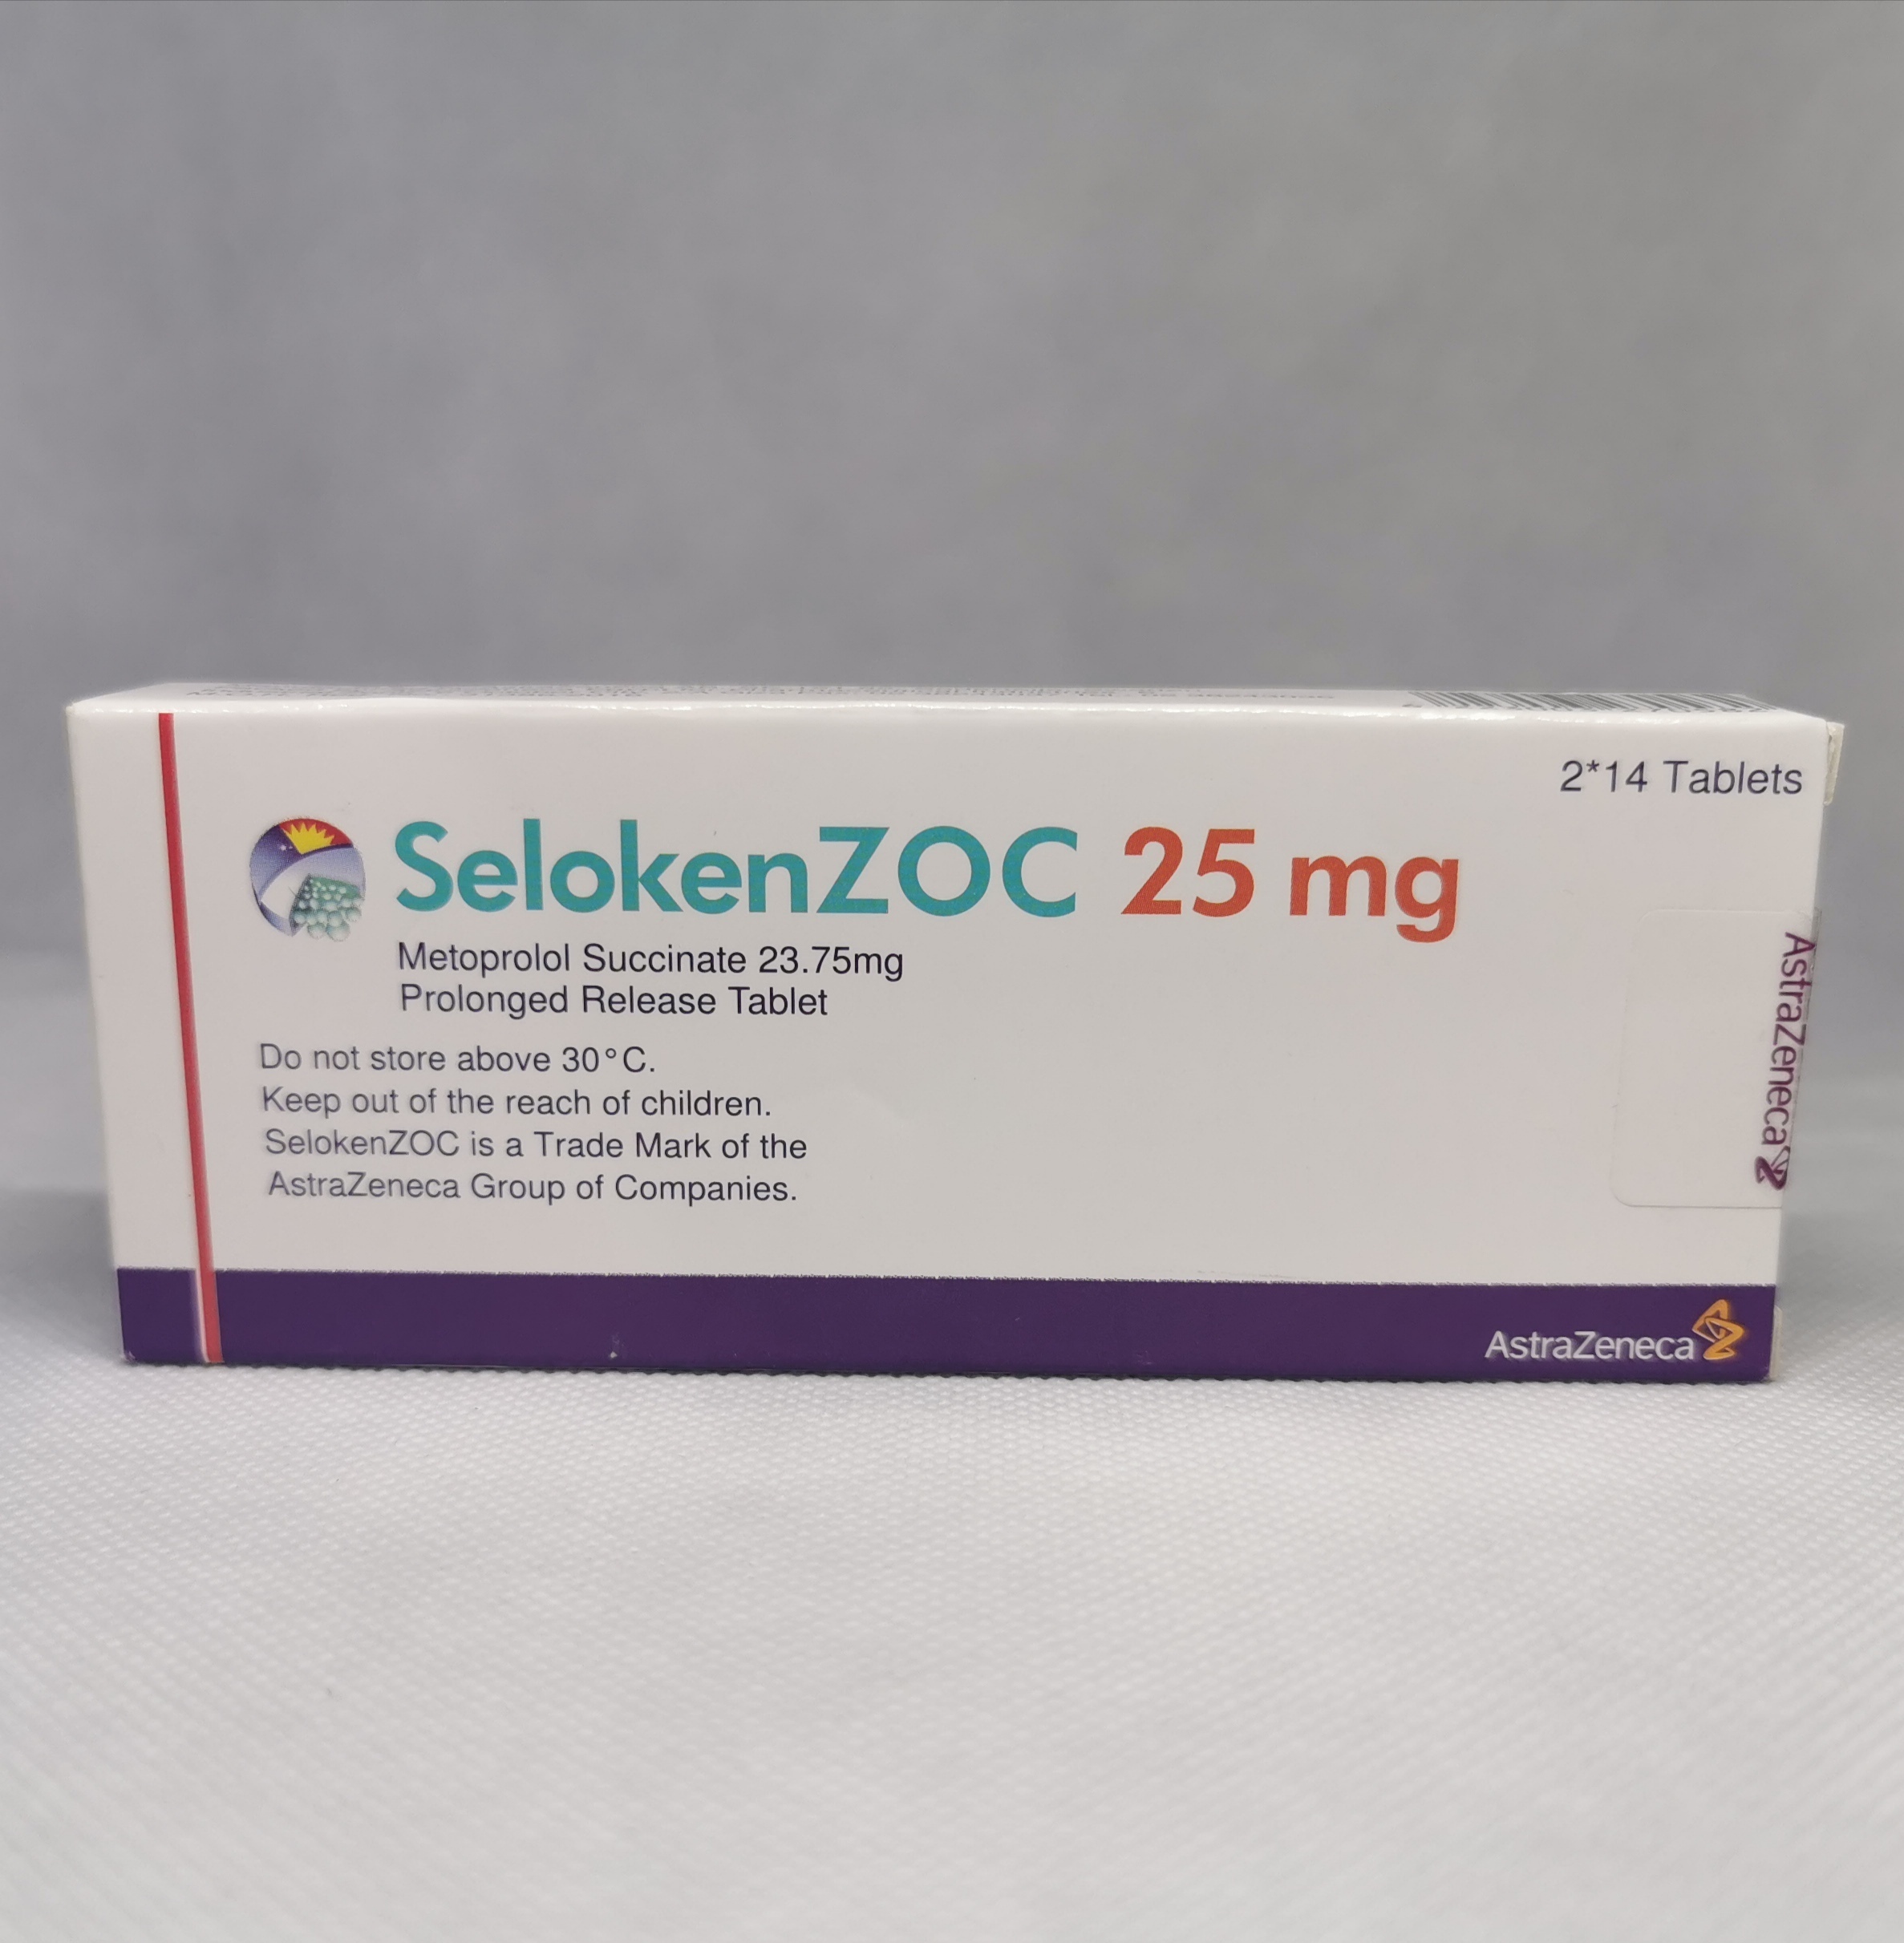 2*14 Tablets
SelokenZOC 25 mg
Metoprolol Succinate 23.75mg
Prolonged Release Tablet
Do not store above 30°C.
Keep out of the reach of children.
SelokenZOC is a Trade Mark of the
AstraZeneca Group of Companies.
AstraZeneca
AstraZeneca